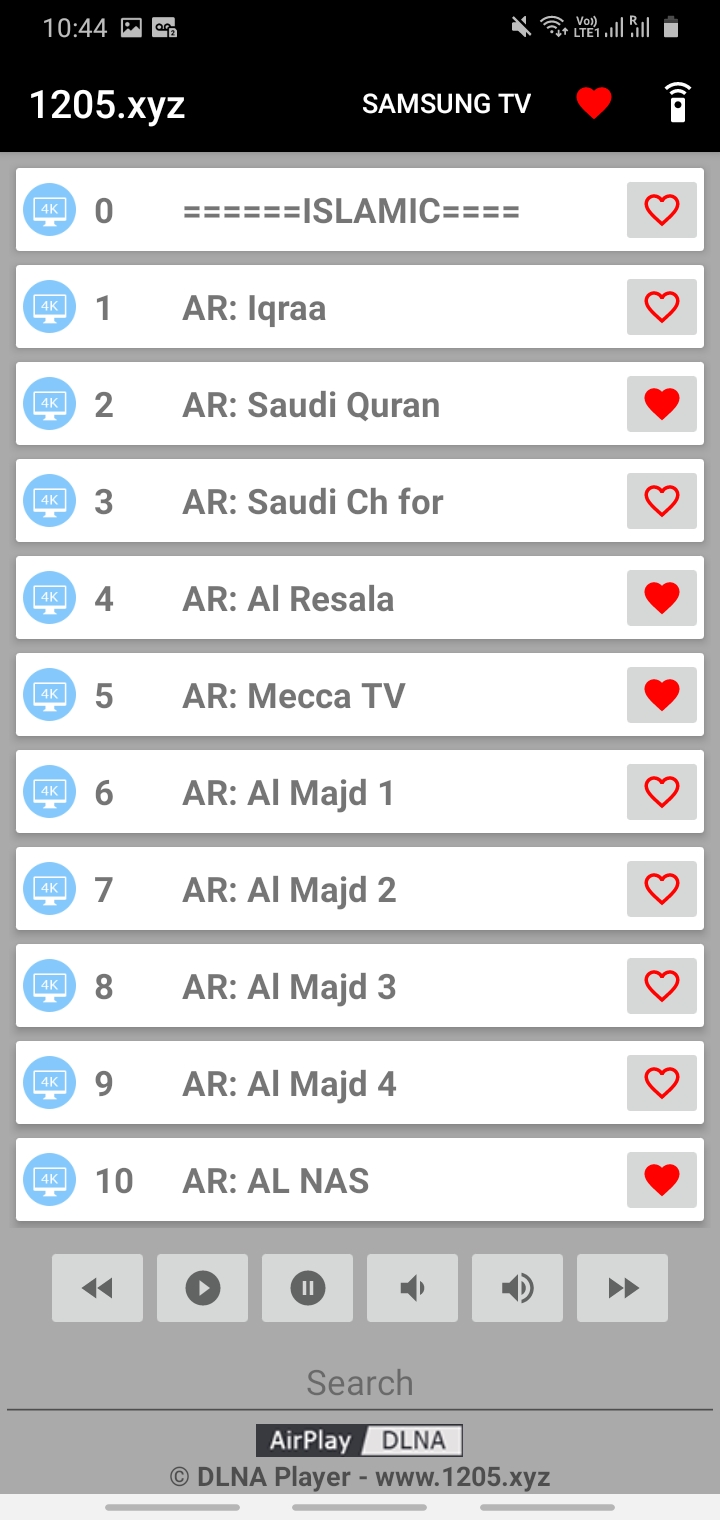 10:44 Vo) LTE1 R
1205.xyz SAMSUNG TV
4K 0 ======ISLAMIC====
4K 1 AR: Iqraa
4K 2 AR: Saudi Quran
4K 3 AR: Saudi Ch for
4K 4 AR: Al Resala
4K 5 AR: Mecca TV
4K 6 AR: Al Majd 1
4K 7 AR: Al Majd 2
4K 8 AR: Al Majd 3
4K 9 AR: Al Majd 4
4K 10 AR: AL NAS
Search
AirPlay DLNA
© DLNA Player - www.1205.xyz